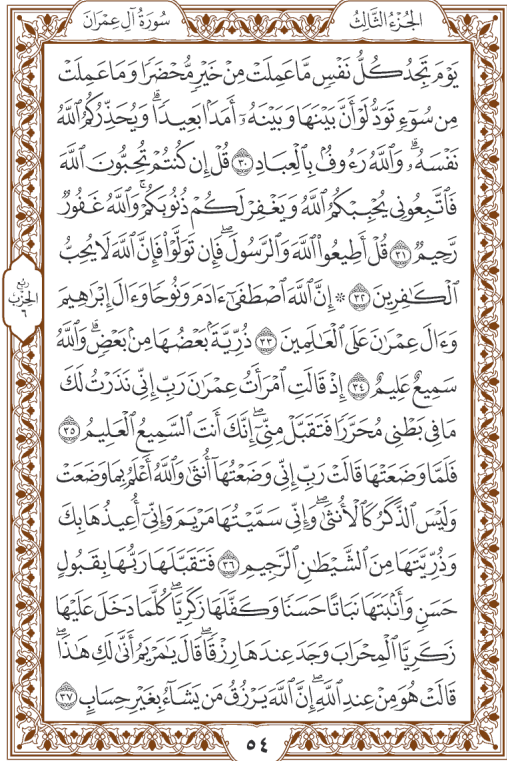 الجُزْءُ الثَّالِثُ
سُورَةُ آلِ عِمْرَانَ
يَوْمَ تَجِدُ كُلُّ نَفْسٍ مَّا عَمِلَتْ مِنْ خَيْرٍ مُّحْضَرًا وَمَا عَمِلَتْ
مِن سُوٓءٍ تَوَدُّ لَوْ أَنَّ بَيْنَهَا وَبَيْنَهُۥٓ أَمَدَۢا بَعِيدًاۗ وَيُحَذِّرُكُمُ ٱللَّهُ
نَفْسَهُۥۗ وَٱللَّهُ رَءُوفُۢ بِٱلْعِبَادِ ٣٠ قُلْ إِن كُنتُمْ تُحِبُّونَ ٱللَّهَ
فَٱتَّبِعُونِى يُحْبِبْكُمُ ٱللَّهُ وَيَغْفِرْ لَكُمْ ذُنُوبَكُمْۚ وَٱللَّهُ غَفُورٌ
رَّحِيمٌ ٣١ قُلْ أَطِيعُوا۟ ٱللَّهَ وَٱلرَّسُولَۖ فَإِن تَوَلَّوْا۟ فَإِنَّ ٱللَّهَ لَا يُحِبُّ
ٱلْكَٰفِرِينَ ٣٢ ۞ إِنَّ ٱللَّهَ ٱصْطَفَىٰٓ ءَادَمَ وَنُوحًا وَءَالَ إِبْرَٰهِيمَ
وَءَالَ عِمْرَٰنَ عَلَى ٱلْعَٰلَمِينَ ٣٣ ذُرِّيَّةَۢ بَعْضُهَا مِنۢ بَعْضٍۗ وَٱللَّهُ
سَمِيعٌ عَلِيمٌ ٣٤ إِذْ قَالَتِ ٱمْرَأَتُ عِمْرَٰنَ رَبِّ إِنِّى نَذَرْتُ لَكَ
مَا فِى بَطْنِى مُحَرَّرًا فَتَقَبَّلْ مِنِّىٓۖ إِنَّكَ أَنتَ ٱلسَّمِيعُ ٱلْعَلِيمُ ٣٥
فَلَمَّا وَضَعَتْهَا قَالَتْ رَبِّ إِنِّى وَضَعْتُهَآ أُنثَىٰ وَٱللَّهُ أَعْلَمُ بِمَا وَضَعَتْ
وَلَيْسَ ٱلذَّكَرُ كَٱلْأُنثَىٰۖ وَإِنِّى سَمَّيْتُهَا مَرْيَمَ وَإِنِّىٓ أُعِيذُهَا بِكَ
وَذُرِّيَّتَهَا مِنَ ٱلشَّيْطَٰنِ ٱلرَّجِيمِ ٣٦ فَتَقَبَّلَهَا رَبُّهَا بِقَبُولٍ
حَسَنٍ وَأَنۢبَتَهَا نَبَاتًا حَسَنًا وَكَفَّلَهَا زَكَرِيَّاۖ كُلَّمَا دَخَلَ عَلَيْهَا
زَكَرِيَّا ٱلْمِحْرَابَ وَجَدَ عِندَهَا رِزْقًاۖ قَالَ يَٰمَرْيَمُ أَنَّىٰ لَكِ هَٰذَاۖ
قَالَتْ هُوَ مِنْ عِندِ ٱللَّهِۖ إِنَّ ٱللَّهَ يَرْزُقُ مَن يَشَآءُ بِغَيْرِ حِسَابٍ ٣٧
رُبع
الحِزْب
٦
٥٤